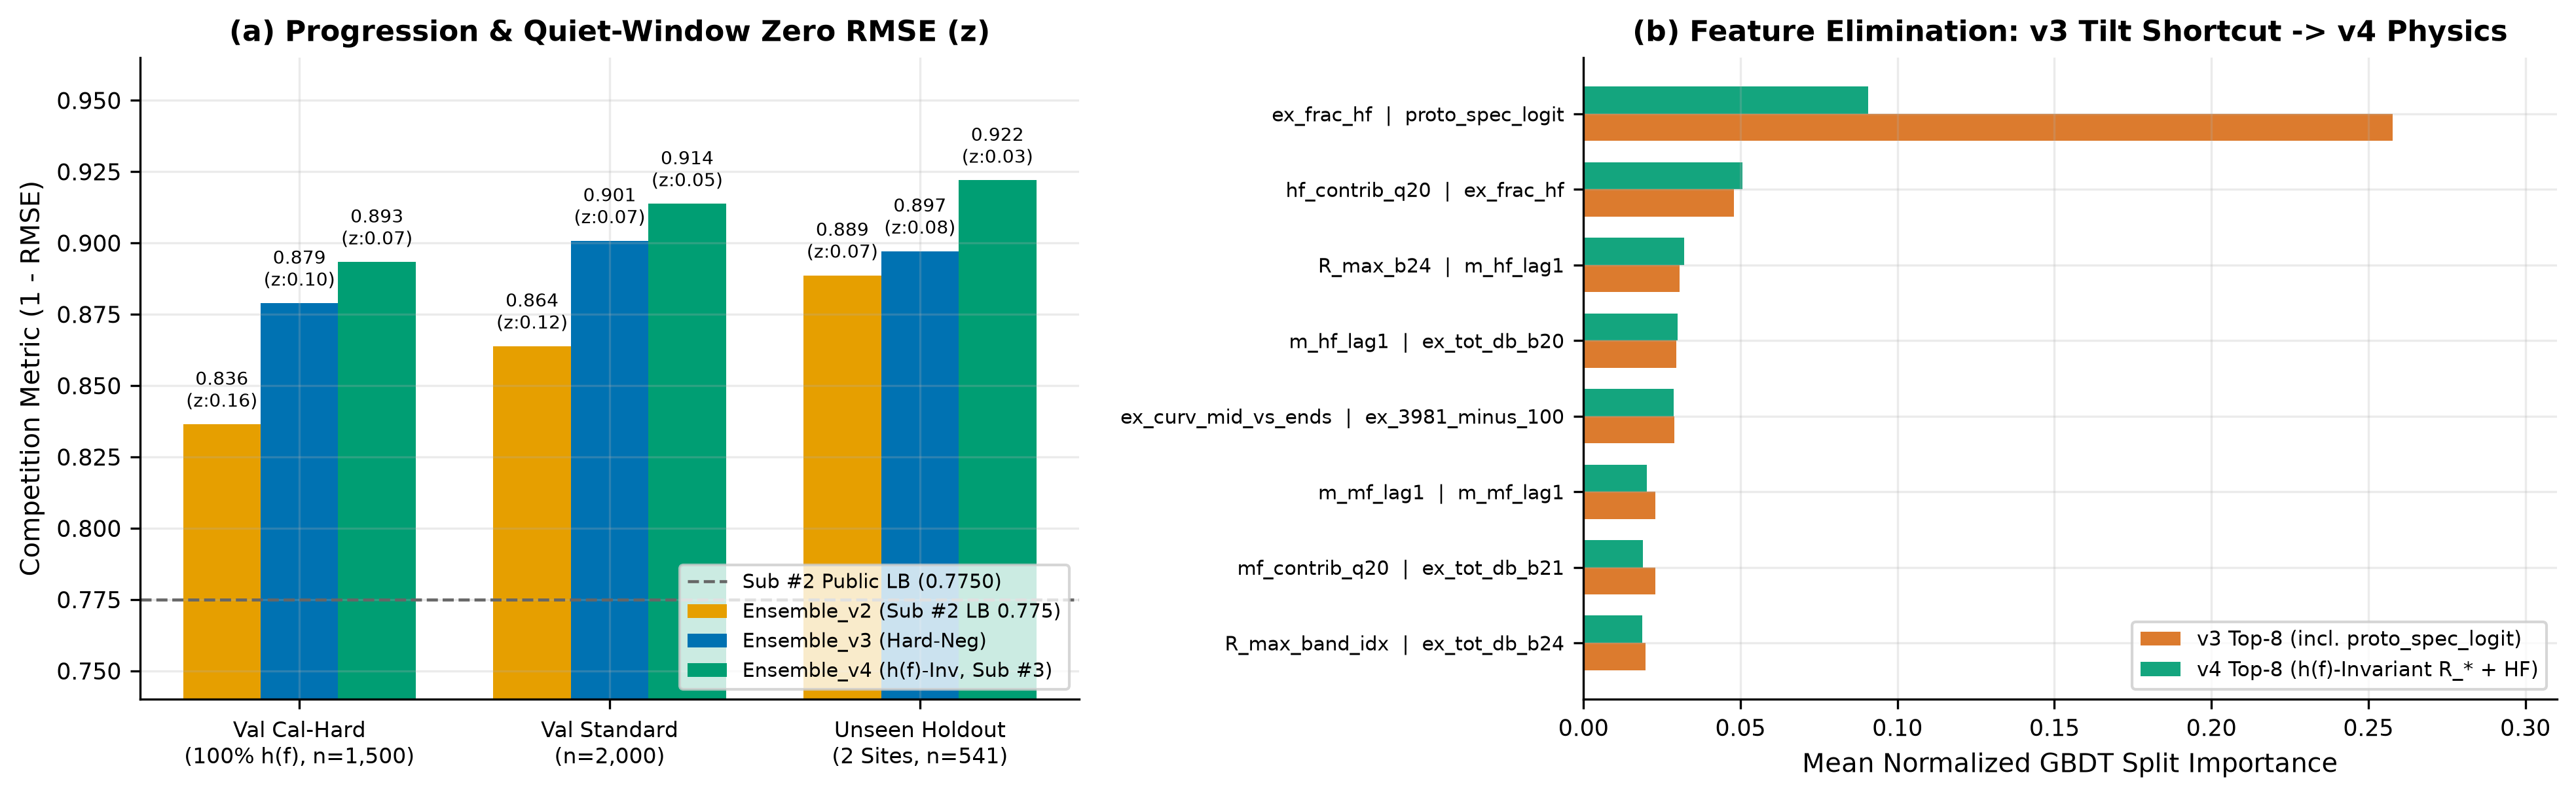 (a) Progression & Quiet-Window Zero RMSE (z)
Competition Metric (1 - RMSE)
0.950
0.925
0.900
0.875
0.850
0.825
0.800
0.775
0.750
0.836
(z:0.16)
0.879
(z:0.10)
0.893
(z:0.07)
0.864
(z:0.12)
0.901
(z:0.07)
0.914
(z:0.05)
0.889
(z:0.07)
0.897
(z:0.08)
0.922
(z:0.03)
Sub #2 Public LB (0.7750)
Ensemble_v2 (Sub #2 LB 0.775)
Ensemble_v3 (Hard-Neg)
Ensemble_v4 (h(f)-Inv, Sub #3)
Val Cal-Hard
(100% h(f), n=1,500)
Val Standard
(n=2,000)
Unseen Holdout
(2 Sites, n=541)
(b) Feature Elimination: v3 Tilt Shortcut -> v4 Physics
ex_frac_hf | proto_spec_logit
hf_contrib_q20 | ex_frac_hf
R_max_b24 | m_hf_lag1
m_hf_lag1 | ex_tot_db_b20
ex_curv_mid_vs_ends | ex_3981_minus_100
m_mf_lag1 | m_mf_lag1
mf_contrib_q20 | ex_tot_db_b21
R_max_band_idx | ex_tot_db_b24
v3 Top-8 (incl. proto_spec_logit)
v4 Top-8 (h(f)-Invariant R_* + HF)
0.00
0.05
0.10
0.15
0.20
0.25
0.30
Mean Normalized GBDT Split Importance